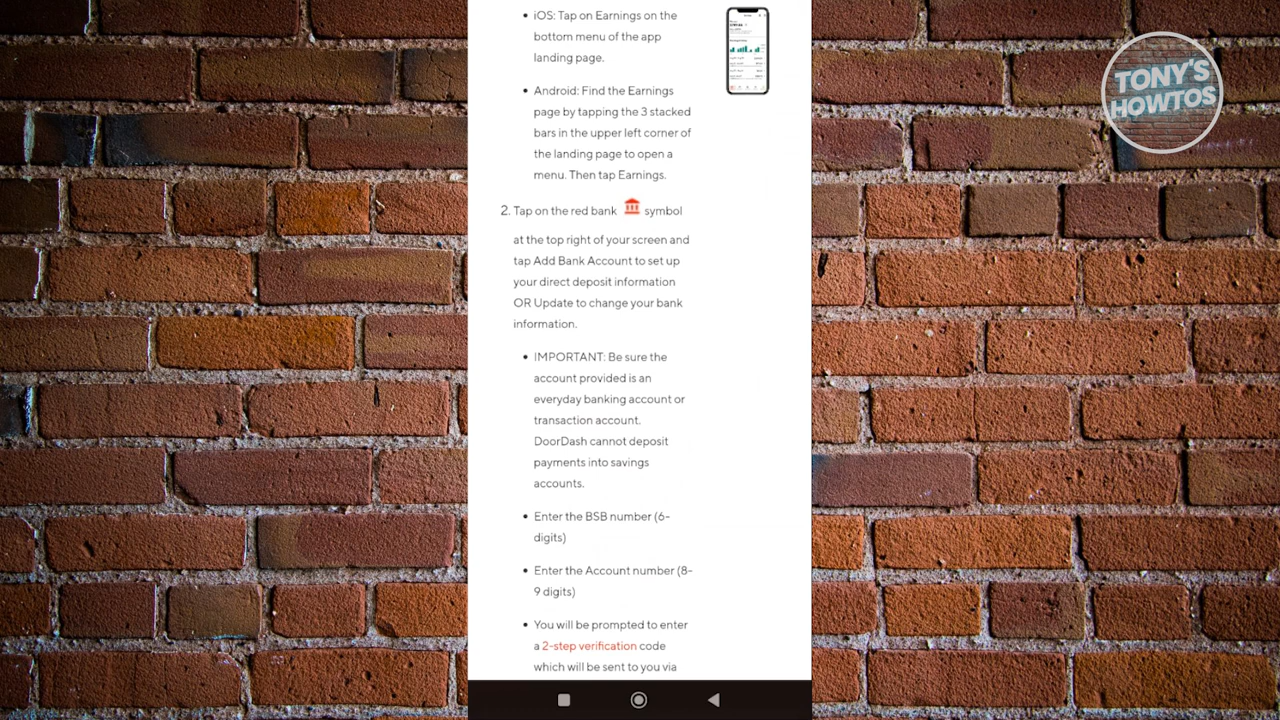 TONY'S
HOWTOS
• iOS: Tap on Earnings on the
bottom menu of the app
landing page.
• Android: Find the Earnings
page by tapping the 3 stacked
bars in the upper left corner of
the landing page to open a
menu. Then tap Earnings.
2. Tap on the red bank symbol
at the top right of your screen and
tap Add Bank Account to set up
your direct deposit information
OR Update to change your bank
information.
• IMPORTANT: Be sure the
account provided is an
everyday banking account or
transaction account.
DoorDash cannot deposit
payments into savings
accounts.
• Enter the BSB number (6-
digits)
• Enter the Account number (8-
9 digits)
• You will be prompted to enter
a 2-step verification code
which will be sent to you via